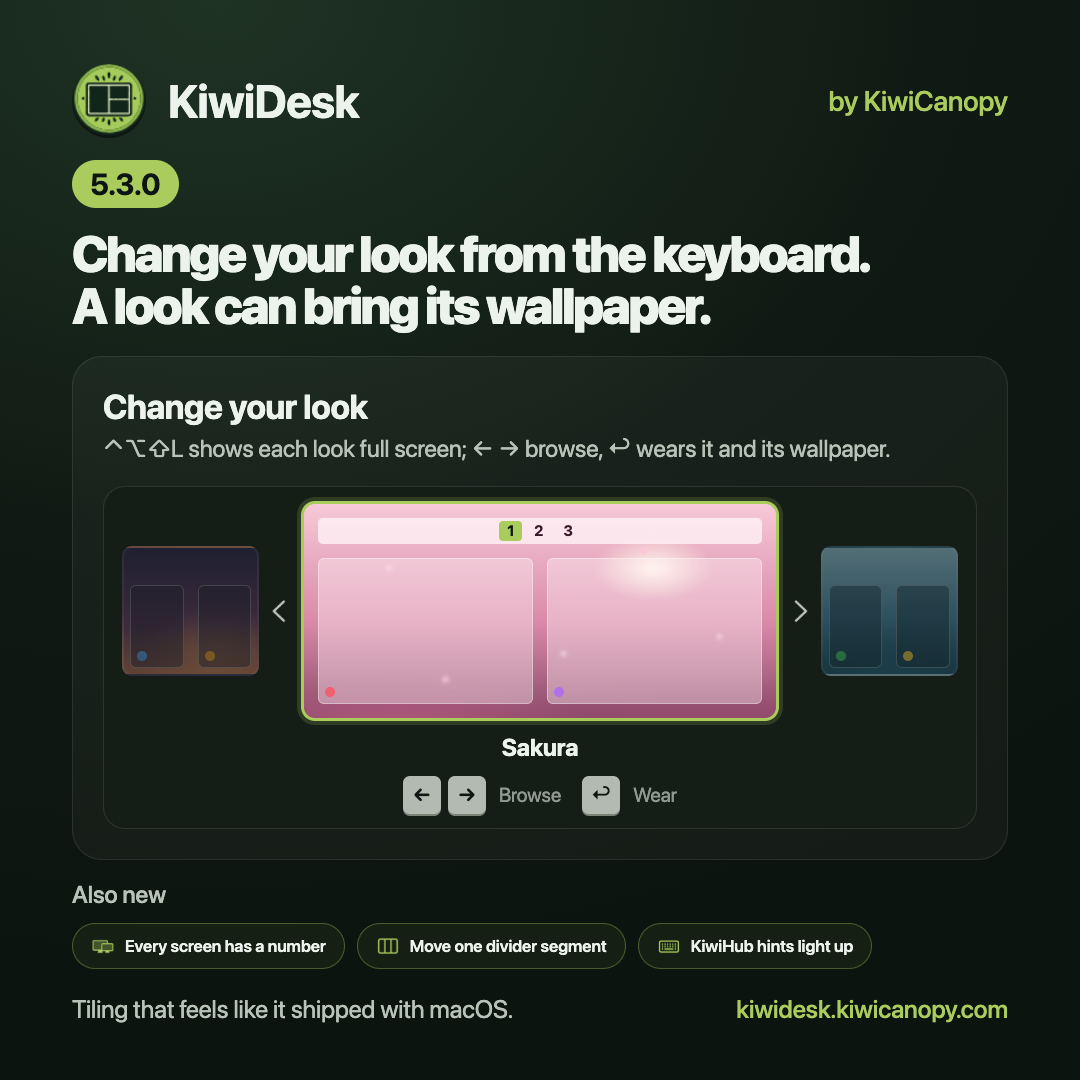 KiwiDesk
by KiwiCanopy
5.3.0
Change your look from the keyboard.
A look can bring its wallpaper.
Change your look
⌃⌥⇧L shows each look full screen; ← → browse, ↩ wears it and its wallpaper.
1 2 3
Sakura
← → Browse ↩ Wear
Also new
Every screen has a number
Move one divider segment
KiwiHub hints light up
Tiling that feels like it shipped with macOS.
kiwidesk.kiwicanopy.com